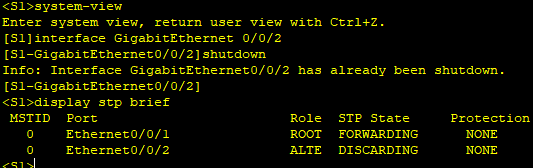 <S1>system-view
Enter system view, return user view with Ctrl+Z.
[S1]interface GigabitEthernet 0/0/2
[S1-GigabitEthernet0/0/2]shutdown
Info: Interface GigabitEthernet0/0/2 has already been shutdown.
[S1-GigabitEthernet0/0/2]
<S1>display stp brief
MSTID Port Role STP State Protection
0 Ethernet0/0/1 ROOT FORWARDING NONE
0 Ethernet0/0/2 ALTE DISCARDING NONE
<S1>